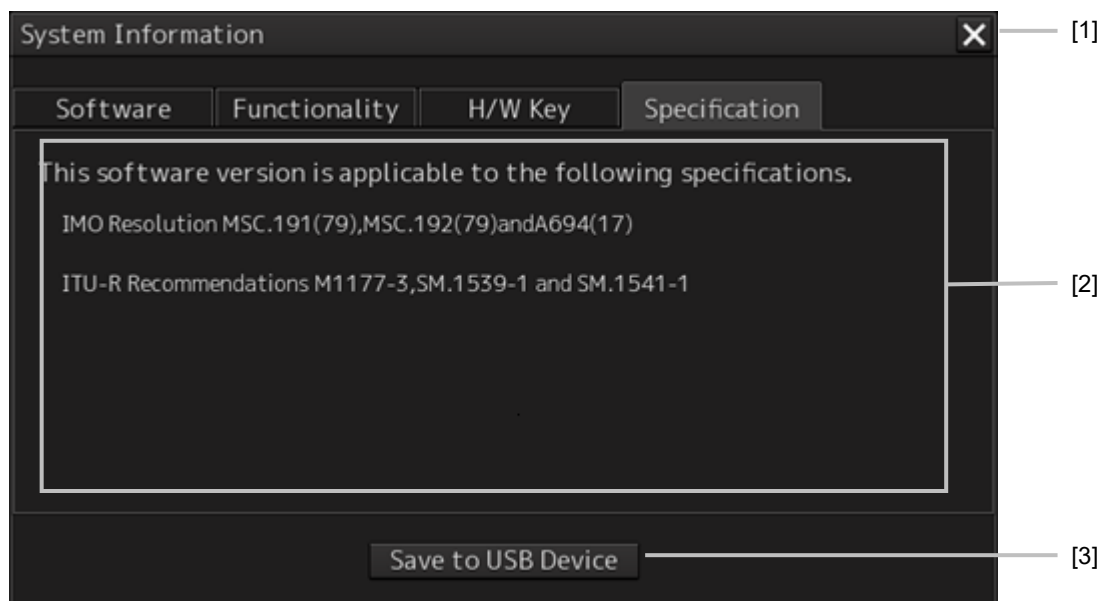 System Information
[1]
Software Functionality H/W Key Specification
This software version is applicable to the following specifications.
IMO Resolution MSC.191(79),MSC.192(79)andA694(17)
ITU-R Recommendations M1177-3,SM.1539-1 and SM.1541-1
[2]
Save to USB Device
[3]